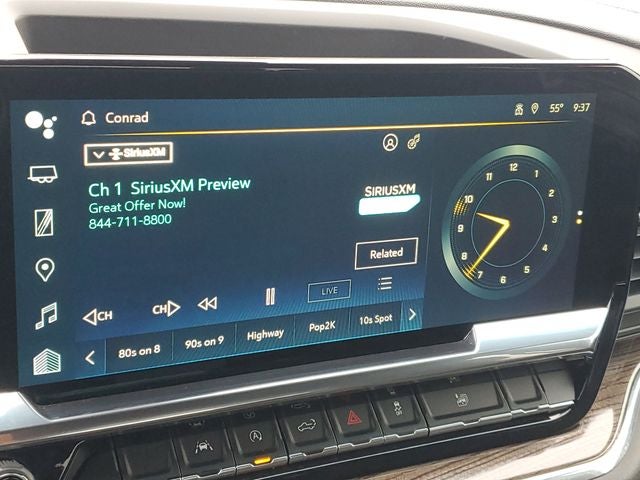 Conrad
55° 9:37
SiriusXM
Ch 1 SiriusXM Preview
Great Offer Now!
844-711-8800
SIRIUSXM
Related
CH
CH
LIVE
80s on 8
90s on 9
Highway
Pop2K
10s Spot
12
1
2
3
4
5
6
7
8
9
10
11